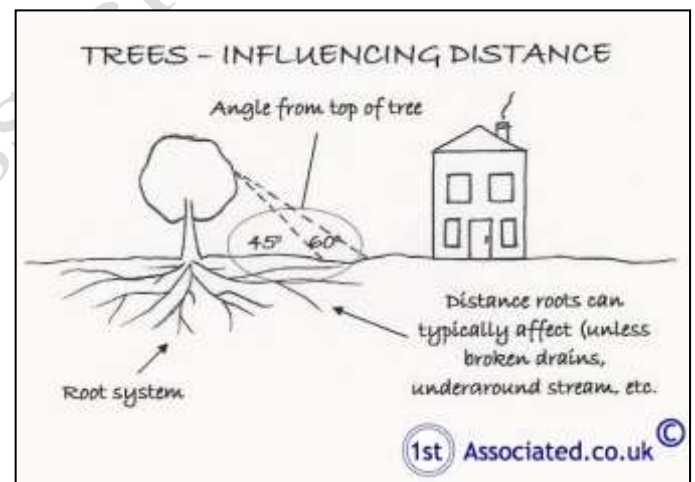 TREES – INFLUENCING DISTANCE
Angle from top of tree
45° 60°
Distance roots can
typically affect (unless
broken drains,
underground stream, etc.
Root system
1st Associated.co.uk ©